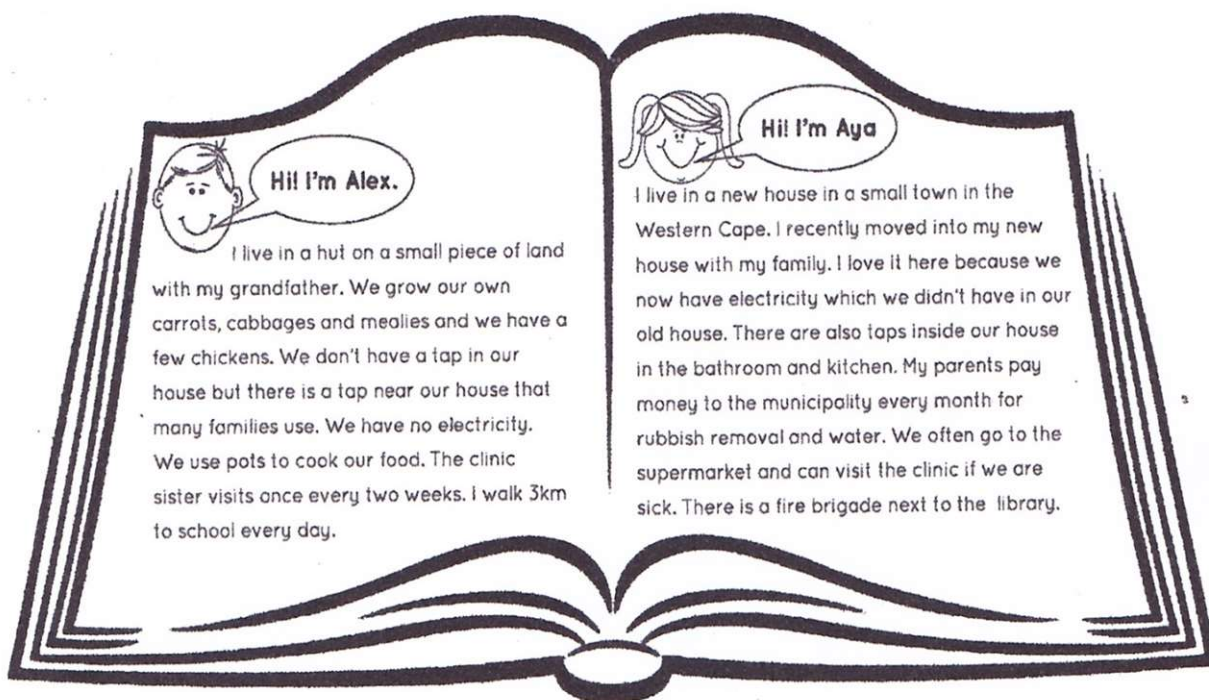 Hi! I'm Alex.
I live in a hut on a small piece of land
with my grandfather. We grow our own
carrots, cabbages and mealies and we have a
few chickens. We don't have a tap in our
house but there is a tap near our house that
many families use. We have no electricity.
We use pots to cook our food. The clinic
sister visits once every two weeks. I walk 3km
to school every day.
Hi! I'm Aya
I live in a new house in a small town in the
Western Cape. I recently moved into my new
house with my family. I love it here because we
now have electricity which we didn't have in our
old house. There are also taps inside our house
in the bathroom and kitchen. My parents pay
money to the municipality every month for
rubbish removal and water. We often go to the
supermarket and can visit the clinic if we are
sick. There is a fire brigade next to the library.